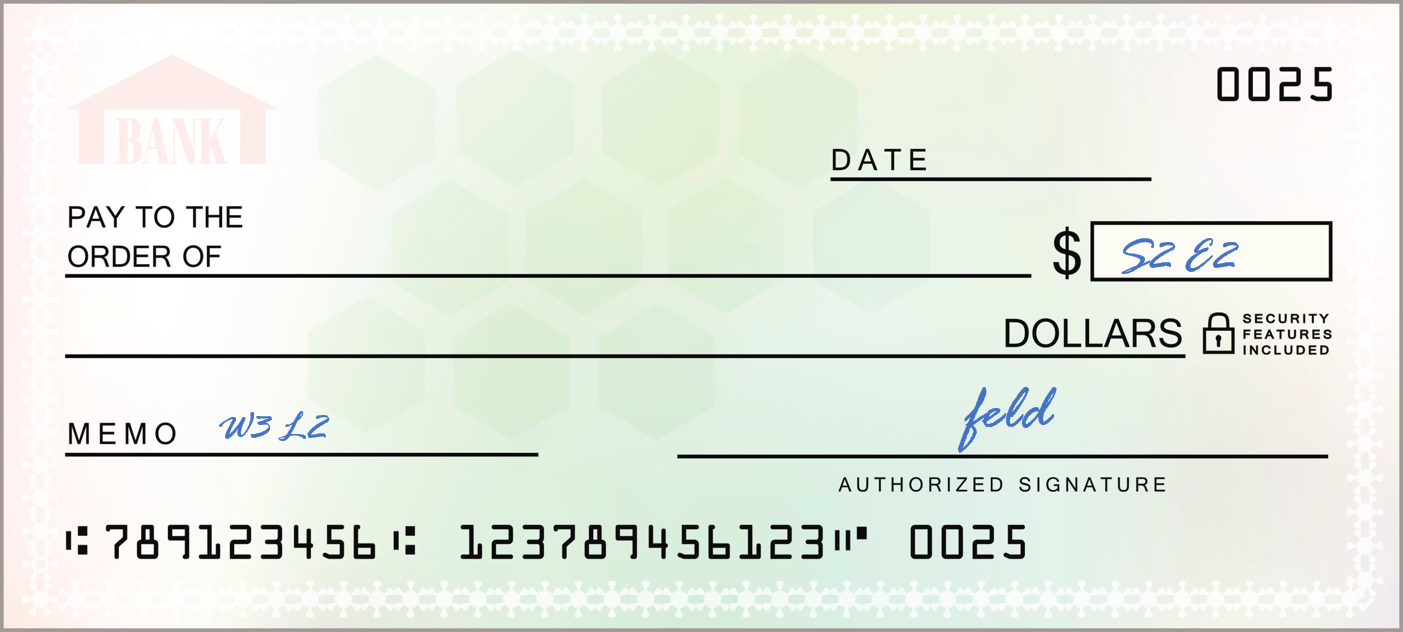 BANK
0025
DATE
PAY TO THE
ORDER OF
$ S2 E2
DOLLARS
SECURITY
FEATURES
INCLUDED
MEMO W3 L2
feld
AUTHORIZED SIGNATURE
⑆789123456⑆ 123789456123⑈ 0025